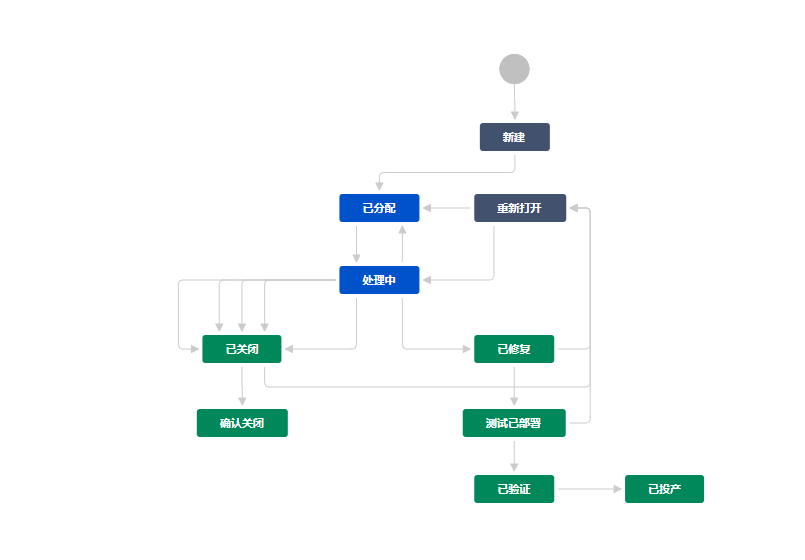 新建
已分配
重新打开
处理中
已关闭
已修复
确认关闭
测试已部署
已验证
已投产